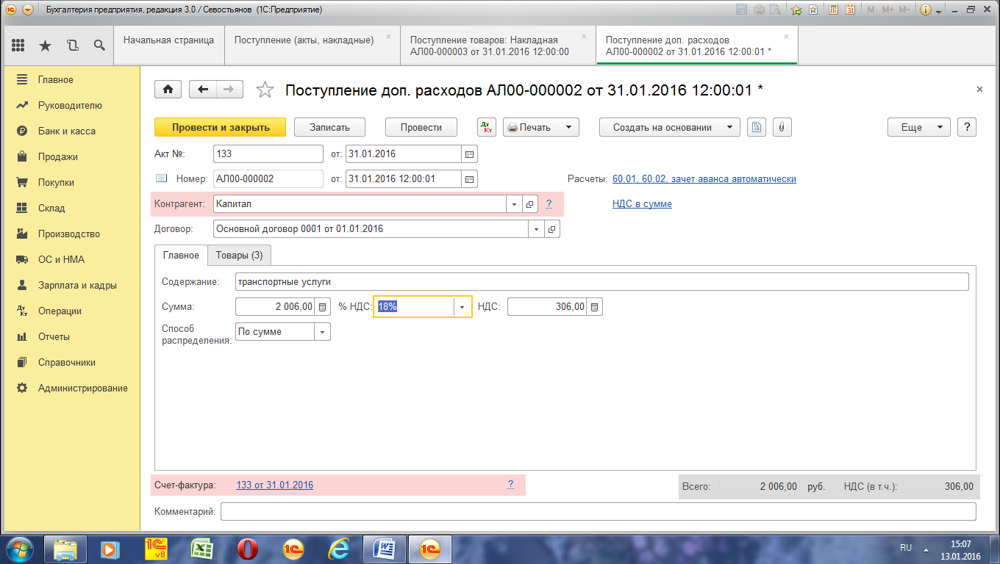 Бухгалтерия предприятия, редакция 3.0 / Севостьянов (1С:Предприятие)
M M+ M-
Начальная страница
Поступление (акты, накладные)
Поступление товаров: Накладная
АЛ00-000003 от 31.01.2016 12:00:00
Поступление доп. расходов
АЛ00-000002 от 31.01.2016 12:00:01 *
Главное
Руководителю
Банк и касса
Продажи
Покупки
Склад
Производство
ОС и НМА
Зарплата и кадры
Операции
Отчеты
Справочники
Администрирование
Поступление доп. расходов АЛ00-000002 от 31.01.2016 12:00:01 *
Провести и закрыть
Записать
Провести
Дт Кт
Печать
Создать на основании
Еще
?
Акт №: 133 от: 31.01.2016
Номер: АЛ00-000002 от: 31.01.2016 12:00:01 Расчеты: 60.01, 60.02, зачет аванса автоматически
Контрагент: Капитал ? НДС в сумме
Договор: Основной договор 0001 от 01.01.2016
Главное Товары (3)
Содержание: транспортные услуги
Сумма: 2 006,00 % НДС: 18% НДС: 306,00
Способ
распределения: По сумме
Счет-фактура: 133 от 31.01.2016 ? Всего: 2 006,00 руб. НДС (в т.ч.): 306,00
Комментарий:
RU 15:07
13.01.2016